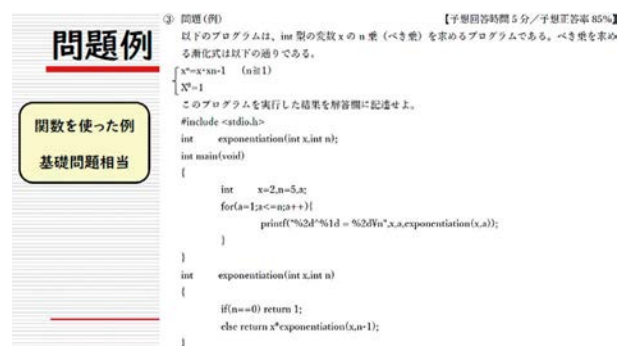 問題例
関数を使った例
基礎問題相当
③ 問題(例) 【予想回答時間 5 分／予想正答率 85%】
以下のプログラムは、int 型の変数 x の n 乗（べき乗）を求めるプログラムである。べき乗を求め
る漸化式は以下の通りである。
xⁿ=x･xn-1 (n≧1)
X⁰=1
このプログラムを実行した結果を解答欄に記述せよ。
#include <stdio.h>
int exponentiation(int x,int n);
int main(void)
{
int x=2,n=5,a;
for(a=1;a<=n;a++){
printf("%2d^%1d = %2d¥n",x,a,exponentiation(x,a));
}
}
int exponentiation(int x,int n)
{
if(n==0) return 1;
else return x*exponentiation(x,n-1);
}